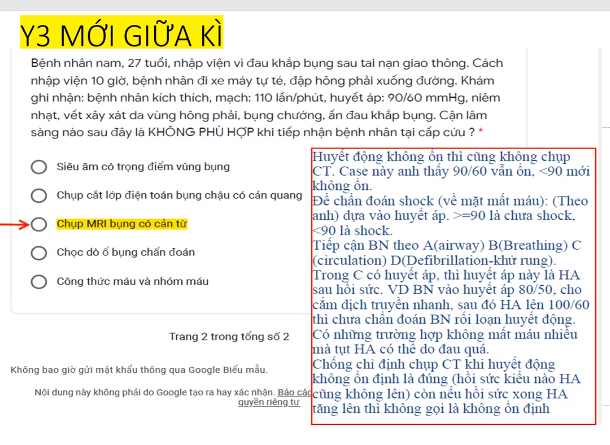 Y3 MỚI GIỮA KÌ
Bệnh nhân nam, 27 tuổi, nhập viện vì đau khắp bụng sau tai nạn giao thông. Cách
nhập viện 10 giờ, bệnh nhân đi xe máy tự té, đập hông phải xuống đường. Khám
ghi nhận: bệnh nhân kích thích, mạch: 110 lần/phút, huyết áp: 90/60 mmHg, niêm
nhạt, vết xây xát da vùng hông phải, bụng chướng, ấn đau khắp bụng. Cận lâm
sàng nào sau đây là KHÔNG PHÙ HỢP khi tiếp nhận bệnh nhân tại cấp cứu ? *
Siêu âm có trọng điểm vùng bụng
Chụp cắt lớp điện toán bụng chậu có cản quang
Chụp MRI bụng có cản từ
Chọc dò ổ bụng chẩn đoán
Công thức máu và nhóm máu
Huyết động không ổn thì cũng không chụp
CT. Case này anh thấy 90/60 vẫn ổn, <90 mới
không ổn.
Để chẩn đoán shock (về mặt mất máu): (Theo
anh) dựa vào huyết áp. >=90 là chưa shock,
<90 là shock.
Tiếp cận BN theo A(airway) B(Breathing) C
(circulation) D(Defibrillation-khử rung).
Trong C có huyết áp, thì huyết áp này là HA
sau hồi sức. VD BN vào huyết áp 80/50, cho
cắm dịch truyền nhanh, sau đó HA lên 100/60
thì chưa chẩn đoán BN rối loạn huyết động.
Có những trường hợp không mất máu nhiều
mà tụt HA có thể do đau quá.
Chống chỉ định chụp CT khi huyết động
không ổn định là đúng (hồi sức kiểu nào HA
cũng không lên) còn nếu hồi sức xong HA
tăng lên thì không gọi là không ổn định
Trang 2 trong tổng số 2
Không bao giờ gửi mật khẩu thông qua Google Biểu mẫu.
Nội dung này không phải do Google tạo ra hay xác nhận. Báo cáo
quyền riêng tư